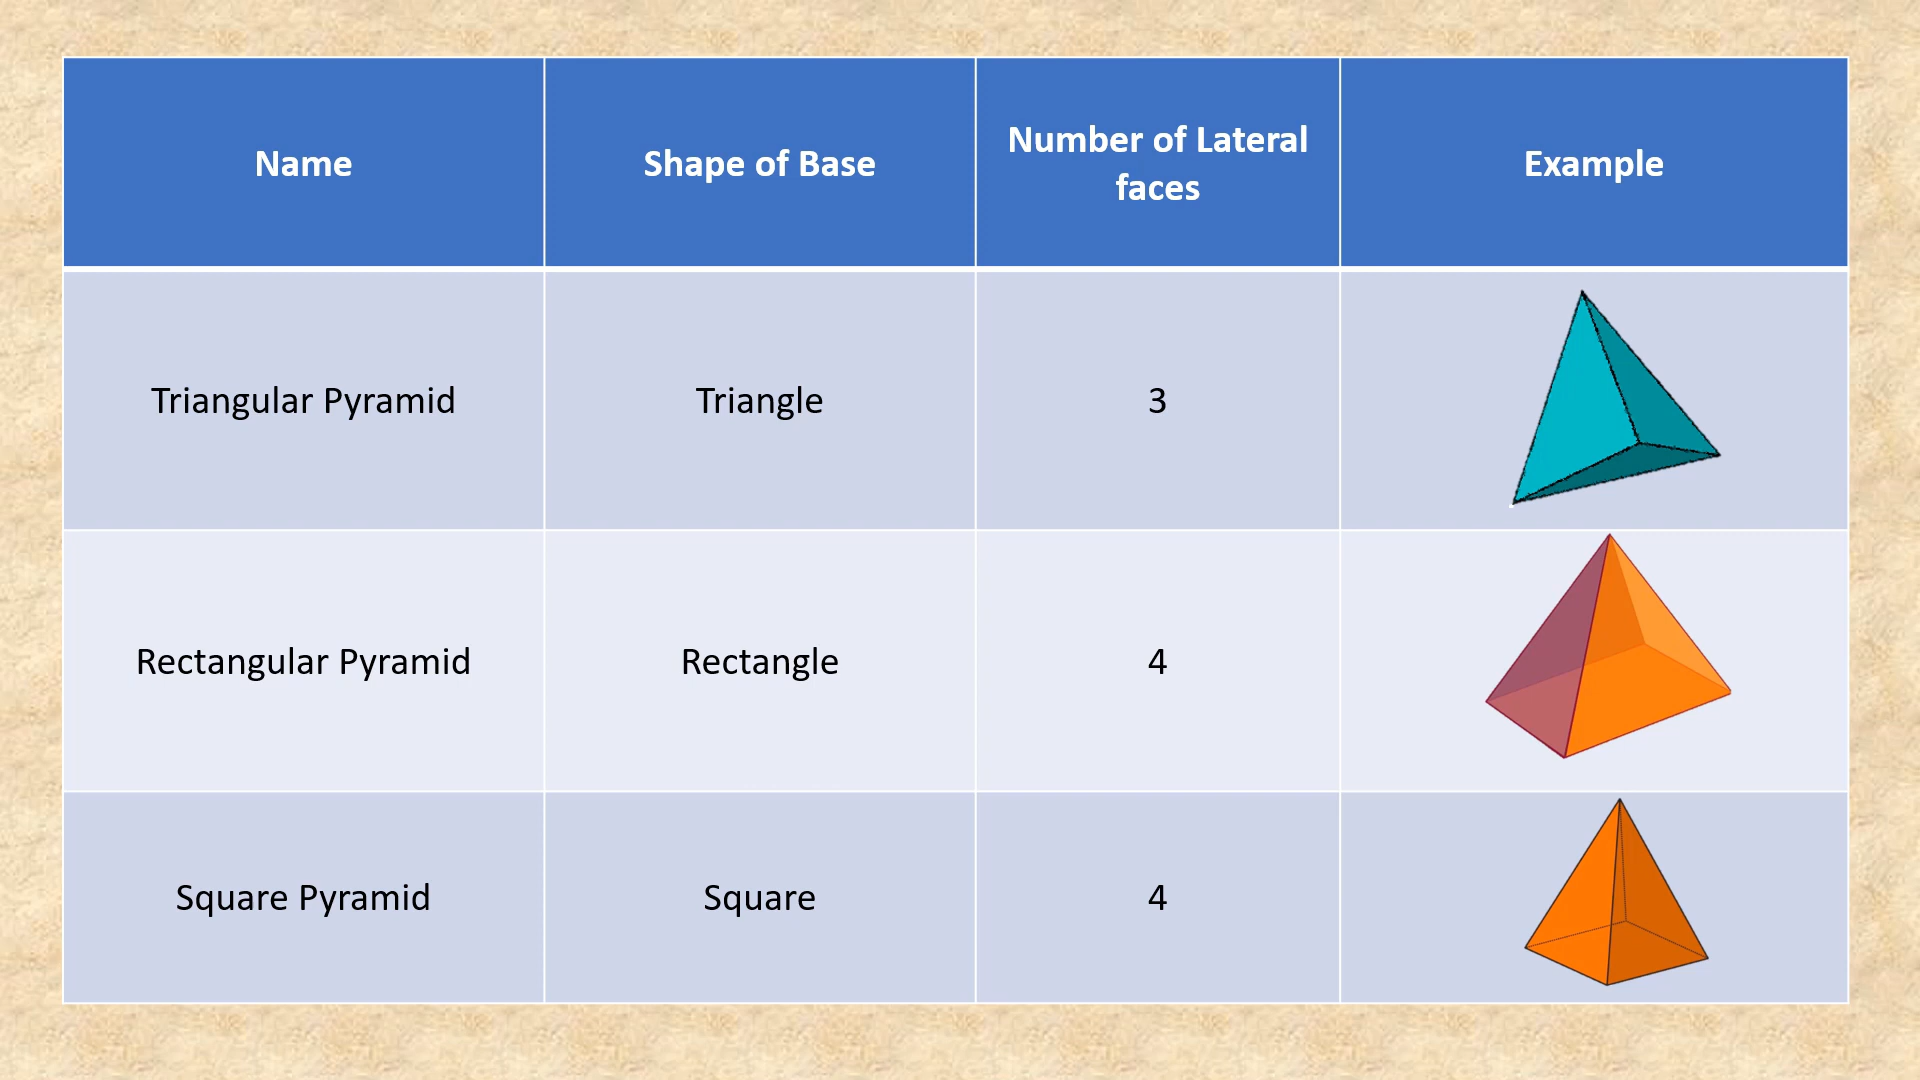 Name
Shape of Base
Number of Lateral
faces
Example
Triangular Pyramid
Triangle
3
Rectangular Pyramid
Rectangle
4
Square Pyramid
Square
4